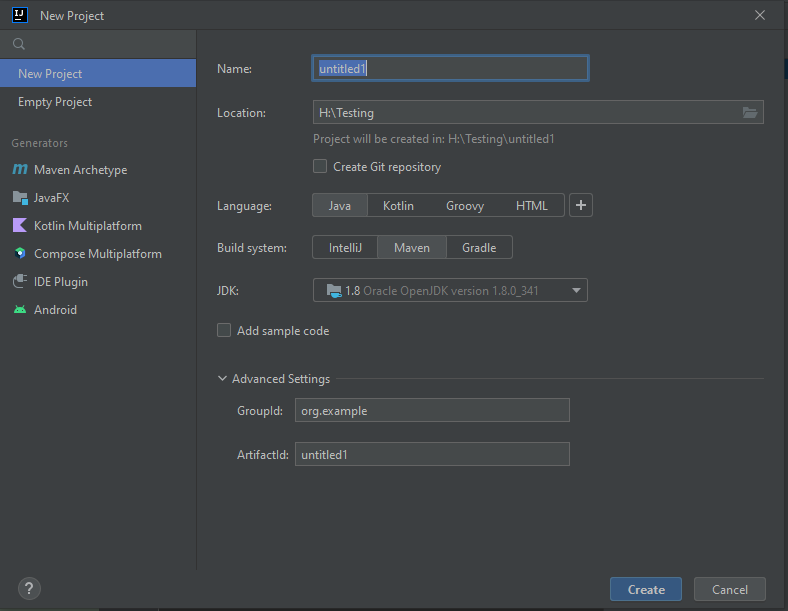 IJ
New Project
New Project
Empty Project
Generators
m Maven Archetype
JavaFX
Kotlin Multiplatform
Compose Multiplatform
IDE Plugin
Android
Name: untitled1
Location: H:\Testing
Project will be created in: H:\Testing\untitled1
Create Git repository
Language: Java Kotlin Groovy HTML +
Build system: IntelliJ Maven Gradle
JDK: 1.8 Oracle OpenJDK version 1.8.0_341
Add sample code
Advanced Settings
GroupId: org.example
ArtifactId: untitled1
? Create Cancel